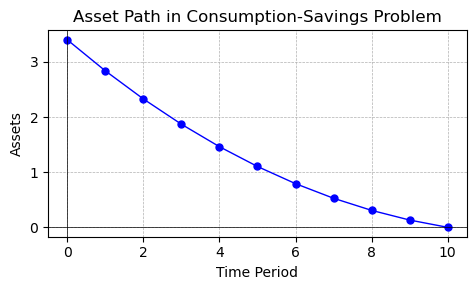 Asset Path in Consumption-Savings Problem
3
2
1
0
Assets
0 2 4 6 8 10
Time Period